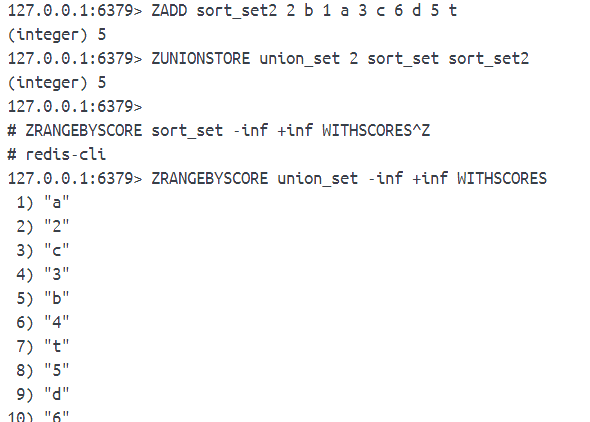 127.0.0.1:6379> ZADD sort_set2 2 b 1 a 3 c 6 d 5 t
(integer) 5
127.0.0.1:6379> ZUNIONSTORE union_set 2 sort_set sort_set2
(integer) 5
127.0.0.1:6379>
# ZRANGEBYSCORE sort_set -inf +inf WITHSCORES^Z
# redis-cli
127.0.0.1:6379> ZRANGEBYSCORE union_set -inf +inf WITHSCORES
1) "a"
2) "2"
3) "c"
4) "3"
5) "b"
6) "4"
7) "t"
8) "5"
9) "d"
10) "6"